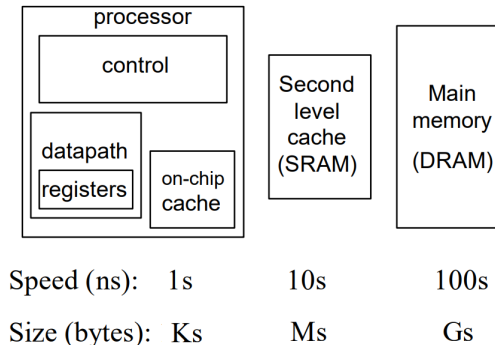 processor
control
datapath
registers
on-chip
cache
Second
level
cache
(SRAM)
Main
memory
(DRAM)
Speed (ns): 1s 10s 100s
Size (bytes): Ks Ms Gs